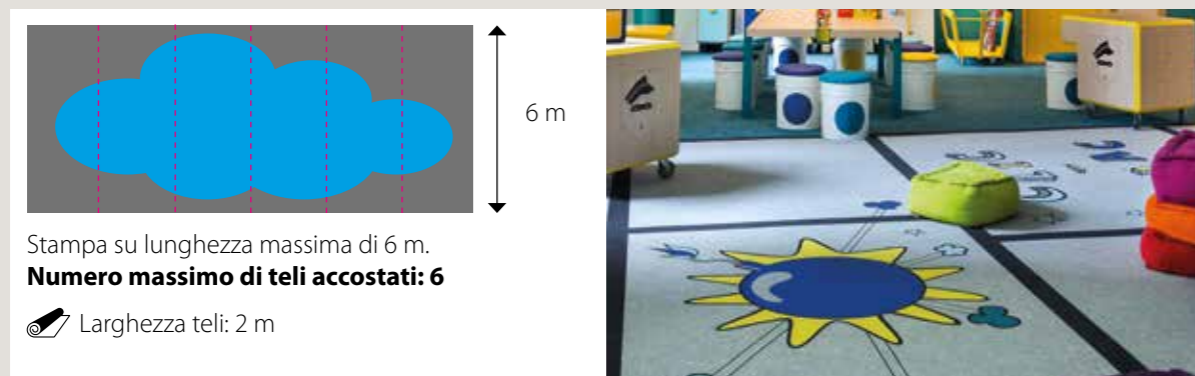 6 m
Stampa su lunghezza massima di 6 m.
Numero massimo di teli accostati: 6
Larghezza teli: 2 m